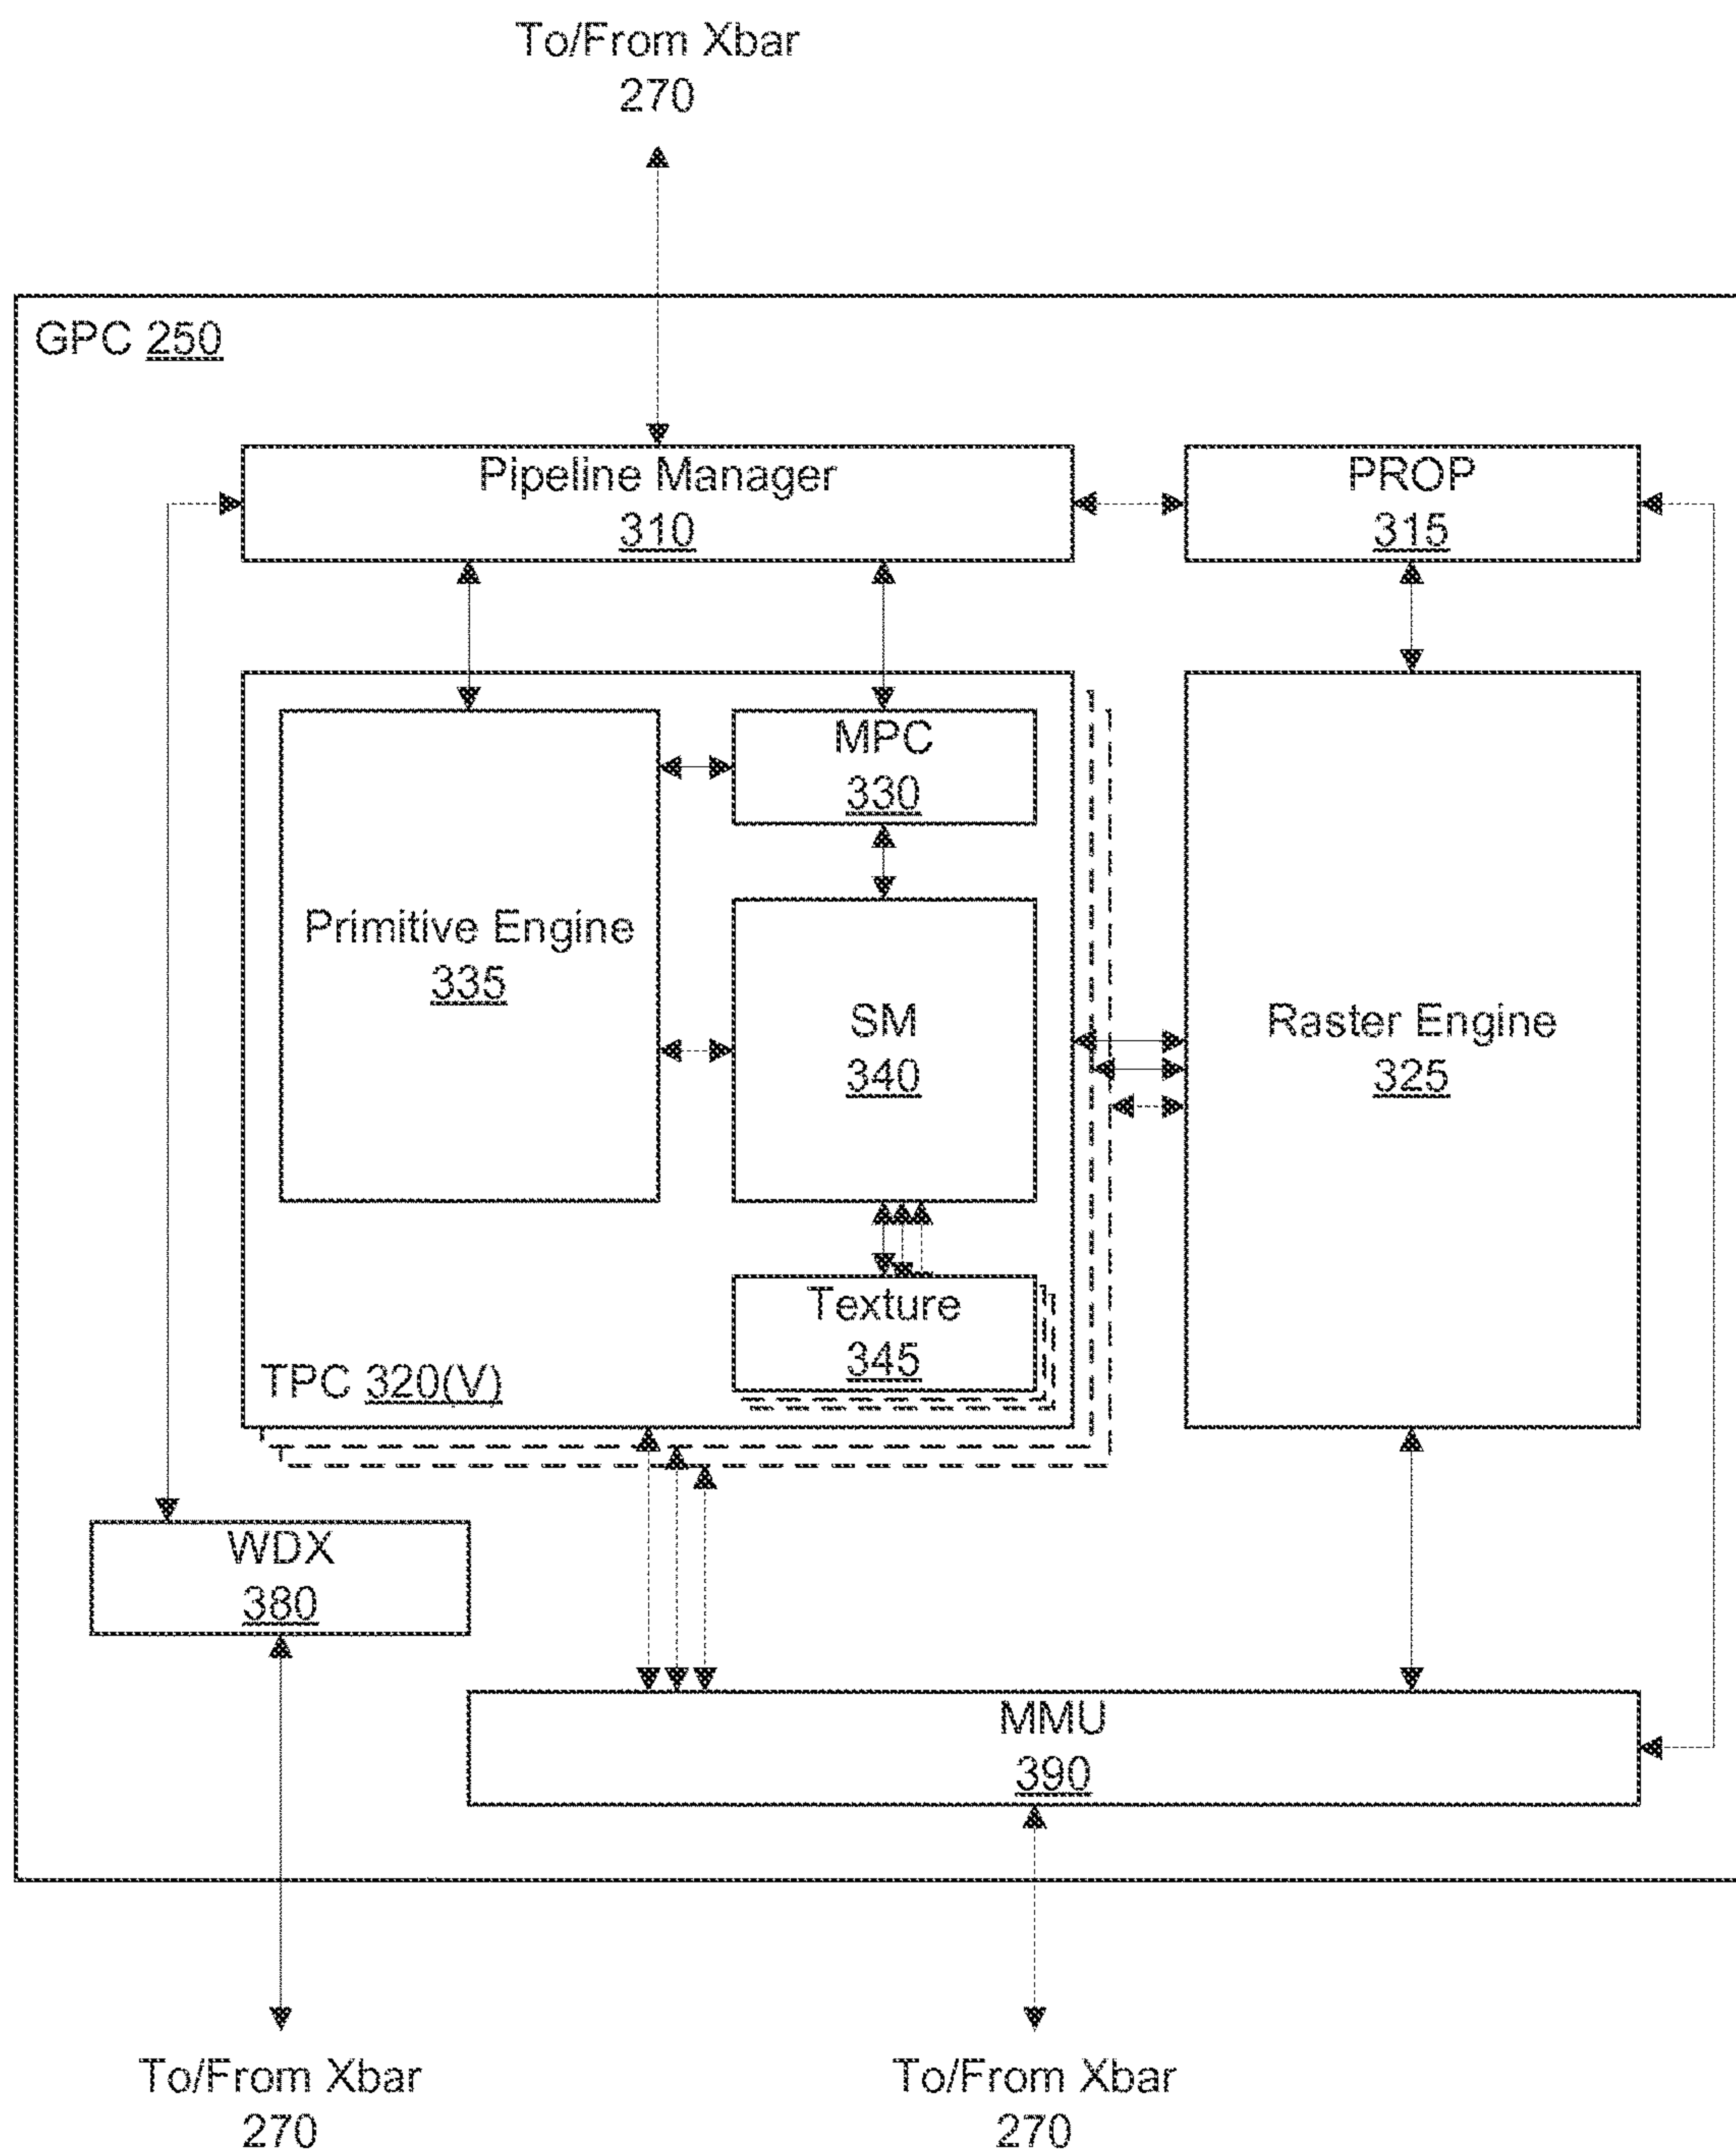 To/From Xbar
270
GPC 250
Pipeline Manager
310
PROP
315
MPC
330
Primitive Engine
335
SM
340
Raster Engine
325
Texture
345
TPC 320(V)
WDX
380
MMU
390
To/From Xbar
270
To/From Xbar
270